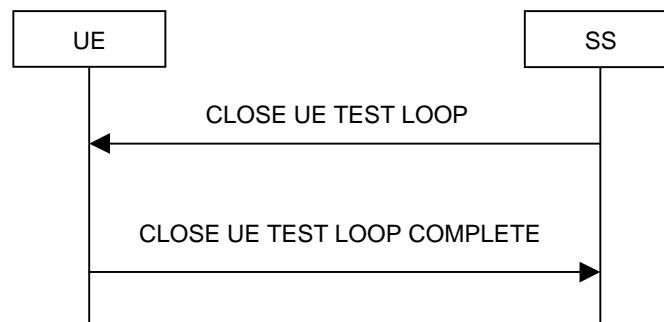 UE
SS
CLOSE UE TEST LOOP
CLOSE UE TEST LOOP COMPLETE